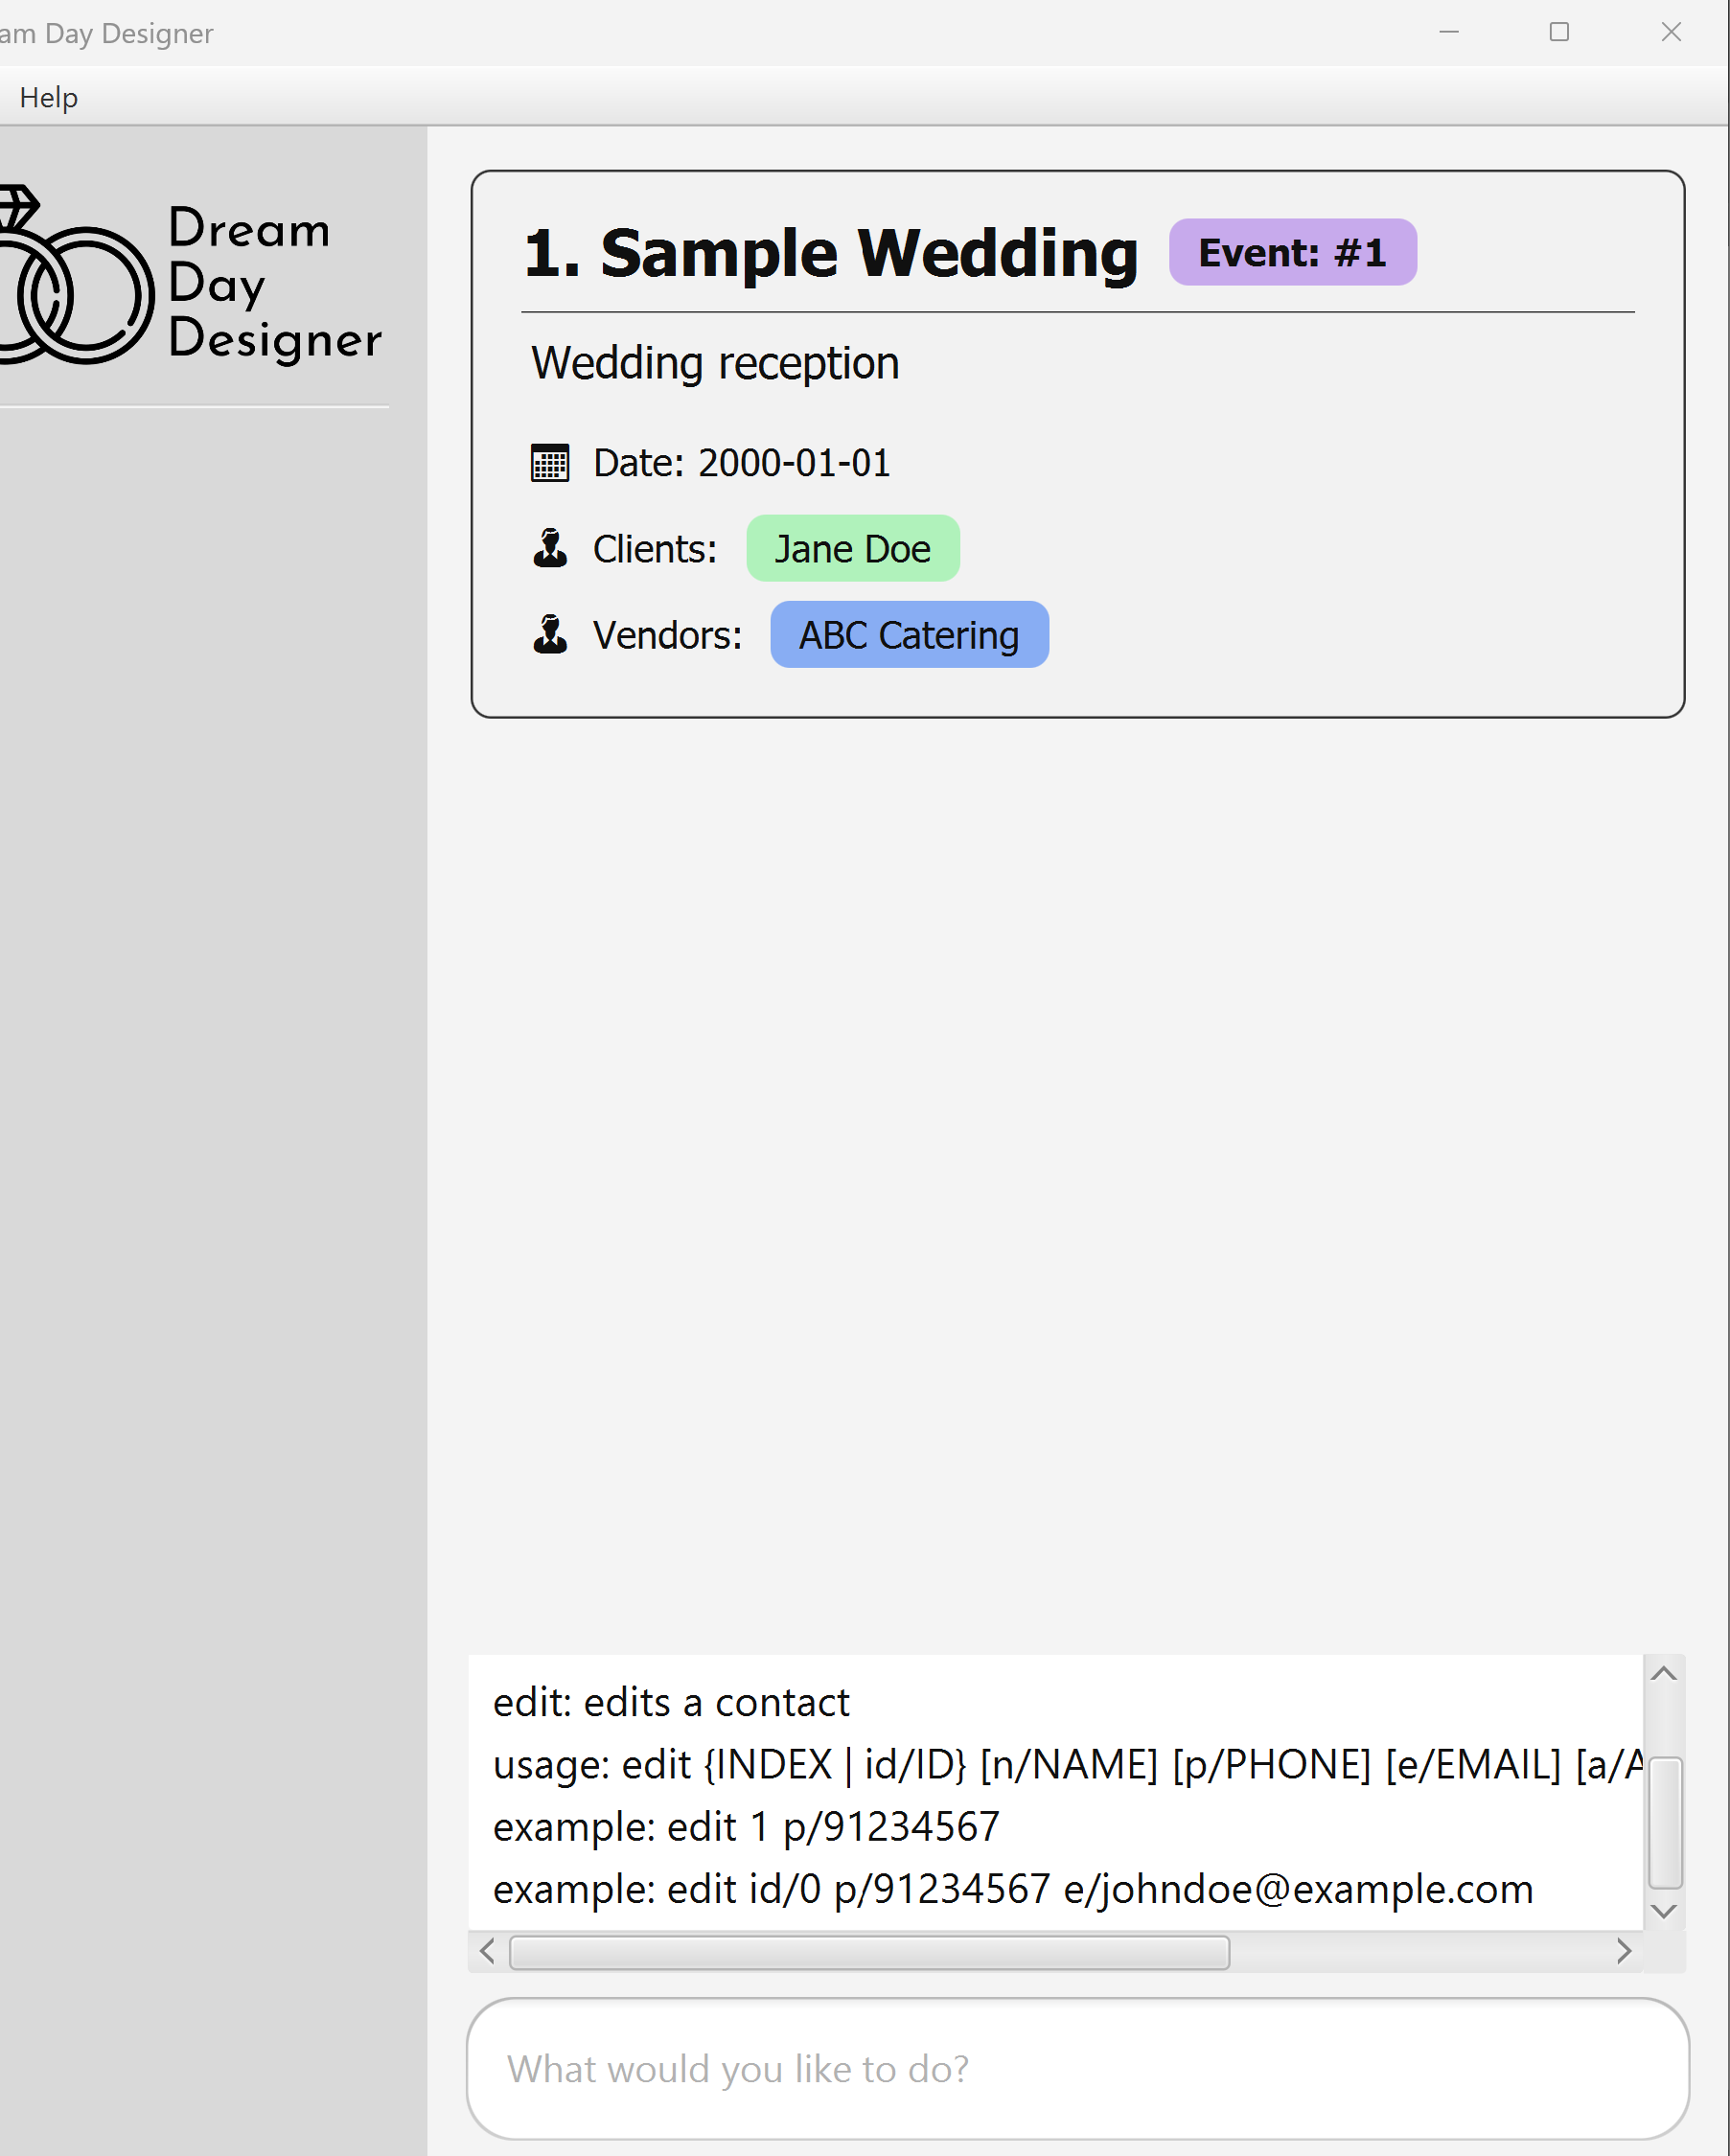 am Day Designer
Help
Dream
Day
Designer
1. Sample Wedding Event: #1
Wedding reception
Date: 2000-01-01
Clients: Jane Doe
Vendors: ABC Catering
edit: edits a contact
usage: edit {INDEX | id/ID} [n/NAME] [p/PHONE] [e/EMAIL] [a/A
example: edit 1 p/91234567
example: edit id/0 p/91234567 e/johndoe@example.com
What would you like to do?